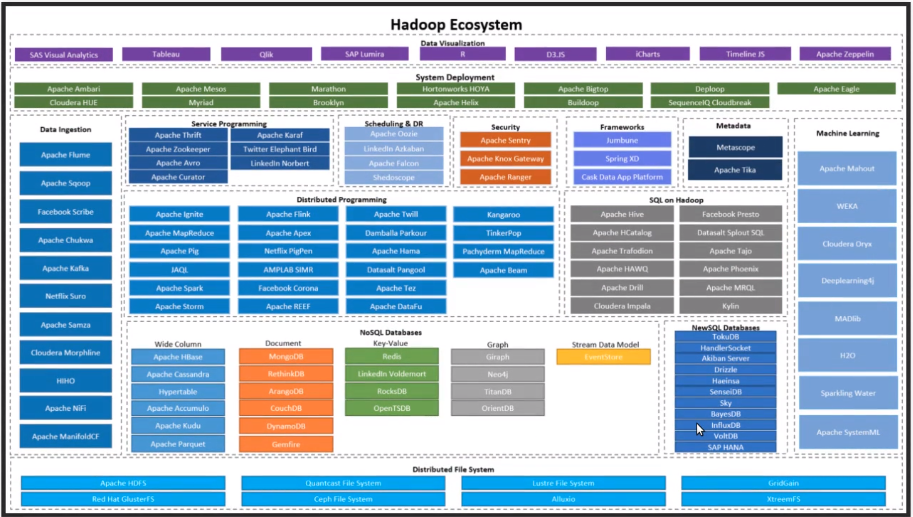 Hadoop Ecosystem
Data Visualization
SAS Visual Analytics
Tableau
Qlik
SAP Lumira
R
D3.JS
iCharts
Timeline JS
Apache Zeppelin
System Deployment
Apache Ambari
Apache Mesos
Marathon
Hortonworks HOYA
Apache Bigtop
Deploop
Apache Eagle
Cloudera HUE
Myriad
Brooklyn
Apache Helix
Buildoop
SequenceIQ Cloudbreak
Data Ingestion
Apache Flume
Apache Sqoop
Facebook Scribe
Apache Chukwa
Apache Kafka
Netflix Suro
Apache Samza
Cloudera Morphline
HIHO
Apache NiFi
Apache ManifoldCF
Service Programming
Apache Thrift
Apache Karaf
Apache Zookeeper
Twitter Elephant Bird
Apache Avro
LinkedIn Norbert
Apache Curator
Scheduling & DR
Apache Oozie
LinkedIn Azkaban
Apache Falcon
Shedoscope
Security
Apache Sentry
Apache Knox Gateway
Apache Ranger
Frameworks
Jumbune
Spring XD
Cask Data App Platform
Metadata
Metascope
Apache Tika
Machine Learning
Apache Mahout
WEKA
Cloudera Oryx
Deeplearning4j
MADlib
H2O
Sparkling Water
Apache SystemML
Distributed Programming
Apache Ignite
Apache Flink
Apache Twill
Kangaroo
Apache MapReduce
Apache Apex
Damballa Parkour
TinkerPop
Apache Pig
Netflix PigPen
Apache Hama
Pachyderm MapReduce
JAQL
AMPLAB SIMR
Datasalt Pangool
Apache Beam
Apache Spark
Facebook Corona
Apache Tez
Apache Storm
Apache REEF
Apache DataFu
SQL on Hadoop
Apache Hive
Facebook Presto
Apache HCatalog
Datasalt Splout SQL
Apache Trafodion
Apache Tajo
Apache HAWQ
Apache Phoenix
Apache Drill
Apache MRQL
Cloudera Impala
Kylin
NoSQL Databases
Wide Column
Apache HBase
Apache Cassandra
Hypertable
Apache Accumulo
Apache Kudu
Apache Parquet
Document
MongoDB
RethinkDB
ArangoDB
CouchDB
DynamoDB
Gemfire
Key-Value
Redis
LinkedIn Voldemort
RocksDB
OpenTSDB
Graph
Giraph
Neo4j
TitanDB
OrientDB
Stream Data Model
EventStore
NewSQL Databases
TokuDB
HandlerSocket
Akiban Server
Drizzle
Haeinsa
SenseiDB
Sky
BayesDB
InfluxDB
VoltDB
SAP HANA
Distributed File System
Apache HDFS
Quantcast File System
Lustre File System
GridGain
Red Hat GlusterFS
Ceph File System
Alluxio
XtreemFS